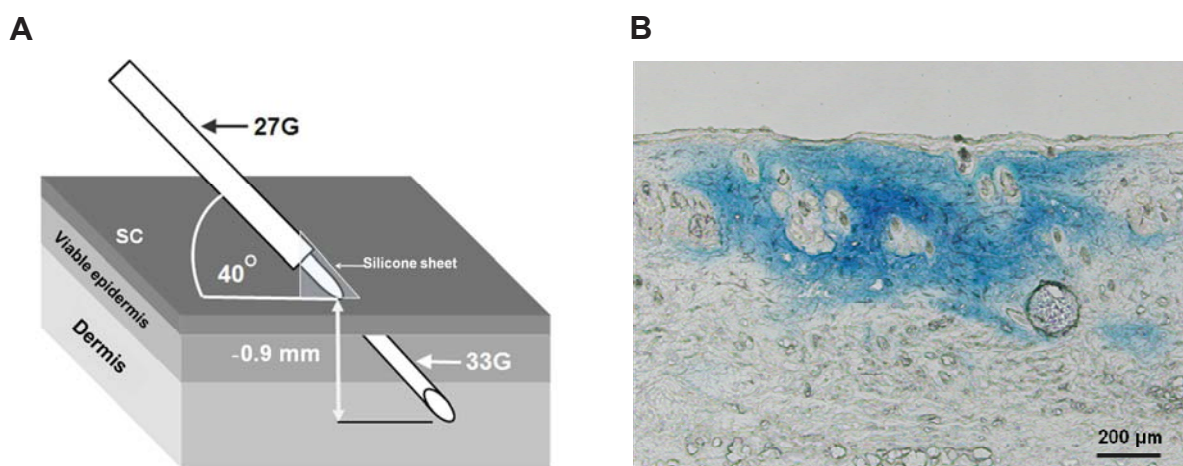 A
B
27G
SC
Silicone sheet
40°
Viable epidermis
Dermis
-0.9 mm
33G
200 µm